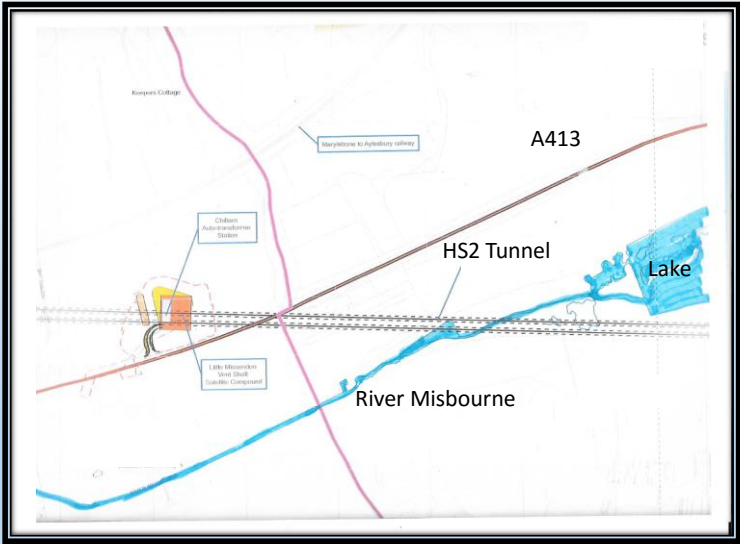 Keepers Cottage
Marylebone to Aylesbury railway
A413
Chiltern
Autotransformer
Station
HS2 Tunnel
Lake
Little Missenden
Vent Shaft
Satellite Compound
River Misbourne